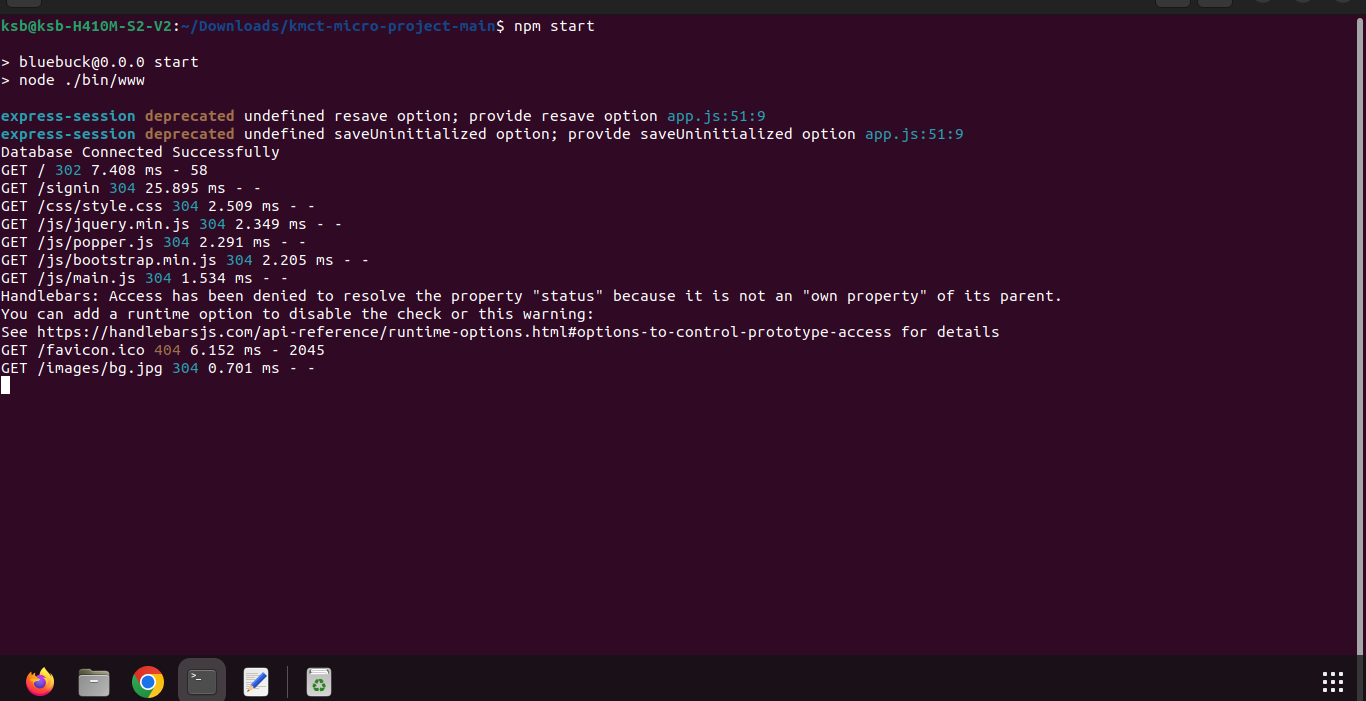 ksb@ksb-H410M-S2-V2:~/Downloads/kmct-micro-project-main$ npm start
> bluebuck@0.0.0 start
> node ./bin/www
express-session deprecated undefined resave option; provide resave option app.js:51:9
express-session deprecated undefined saveUninitialized option; provide saveUninitialized option app.js:51:9
Database Connected Successfully
GET / 302 7.408 ms - 58
GET /signin 304 25.895 ms - -
GET /css/style.css 304 2.509 ms - -
GET /js/jquery.min.js 304 2.349 ms - -
GET /js/popper.js 304 2.291 ms - -
GET /js/bootstrap.min.js 304 2.205 ms - -
GET /js/main.js 304 1.534 ms - -
Handlebars: Access has been denied to resolve the property "status" because it is not an "own property" of its parent.
You can add a runtime option to disable the check or this warning:
See https://handlebarsjs.com/api-reference/runtime-options.html#options-to-control-prototype-access for details
GET /favicon.ico 404 6.152 ms - 2045
GET /images/bg.jpg 304 0.701 ms - -